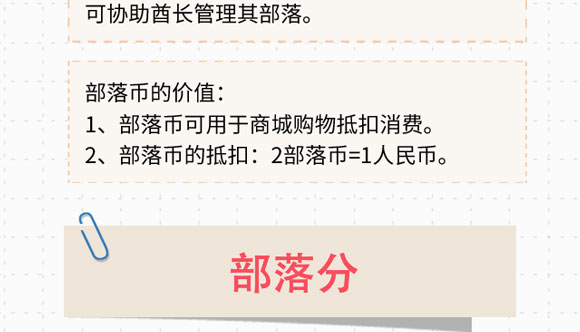 可协助酋长管理其部落。
部落币的价值：
1、部落币可用于商城购物抵扣消费。
2、部落币的抵扣：2部落币=1人民币。
部落分